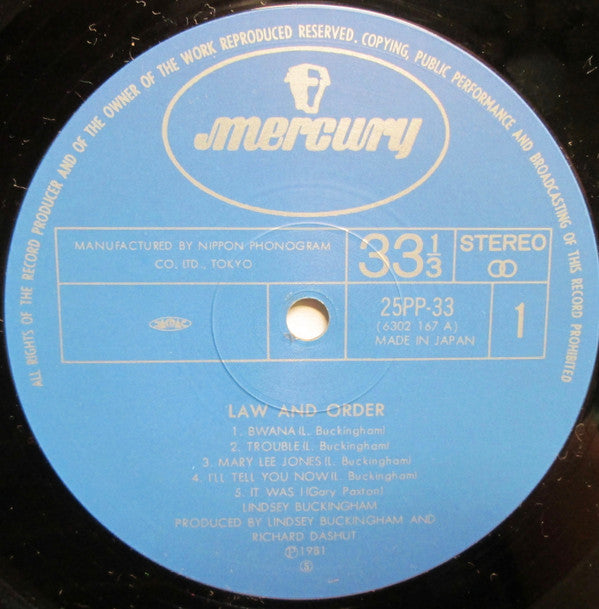 ALL RIGHTS OF THE RECORD PRODUCER AND OF THE OWNER OF THE WORK REPRODUCED RESERVED. COPYING, PUBLIC PERFORMANCE AND BROADCASTING OF THIS RECORD PROHIBITED
mercury
MANUFACTURED BY NIPPON PHONOGRAM
CO. LTD., TOKYO
33 1/3
STEREO
25PP-33
(6302 167 A)
MADE IN JAPAN
1
LAW AND ORDER
1. BWANA(L. Buckingham)
2. TROUBLE(L. Buckingham)
3. MARY LEE JONES(L. Buckingham)
4. I'LL TELL YOU NOW(L. Buckingham)
5. IT WAS I(Gary Paxton)
LINDSEY BUCKINGHAM
PRODUCED BY LINDSEY BUCKINGHAM AND
RICHARD DASHUT
℗1981
Ⓢ